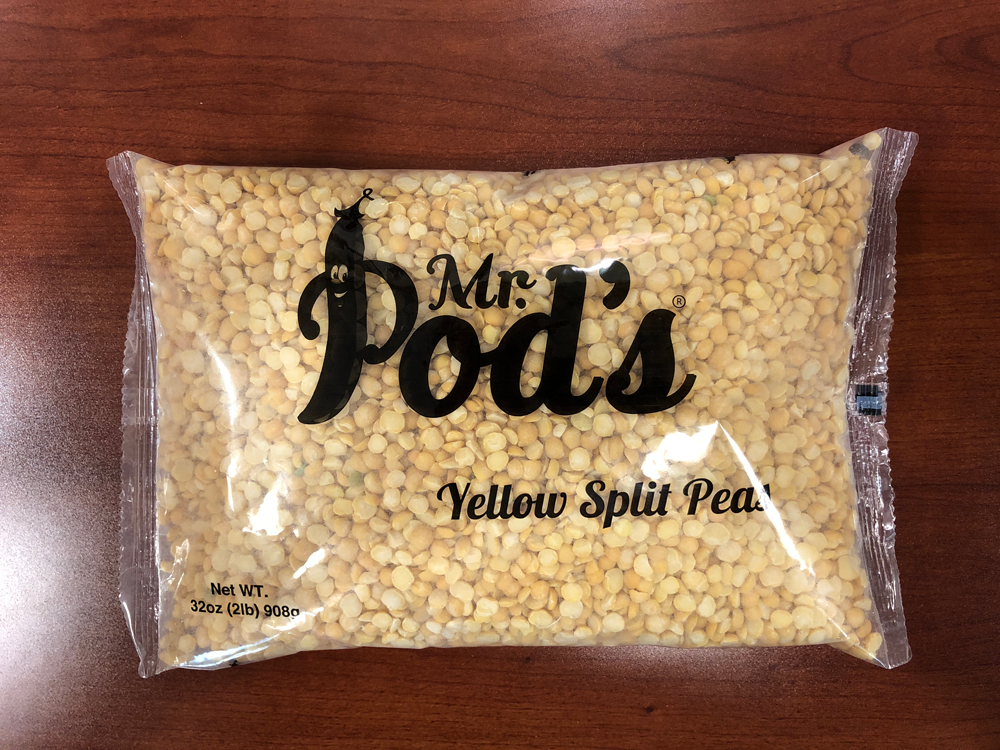 Mr.
Pod's®
Yellow Split Peas
Net WT.
32oz (2lb) 908g